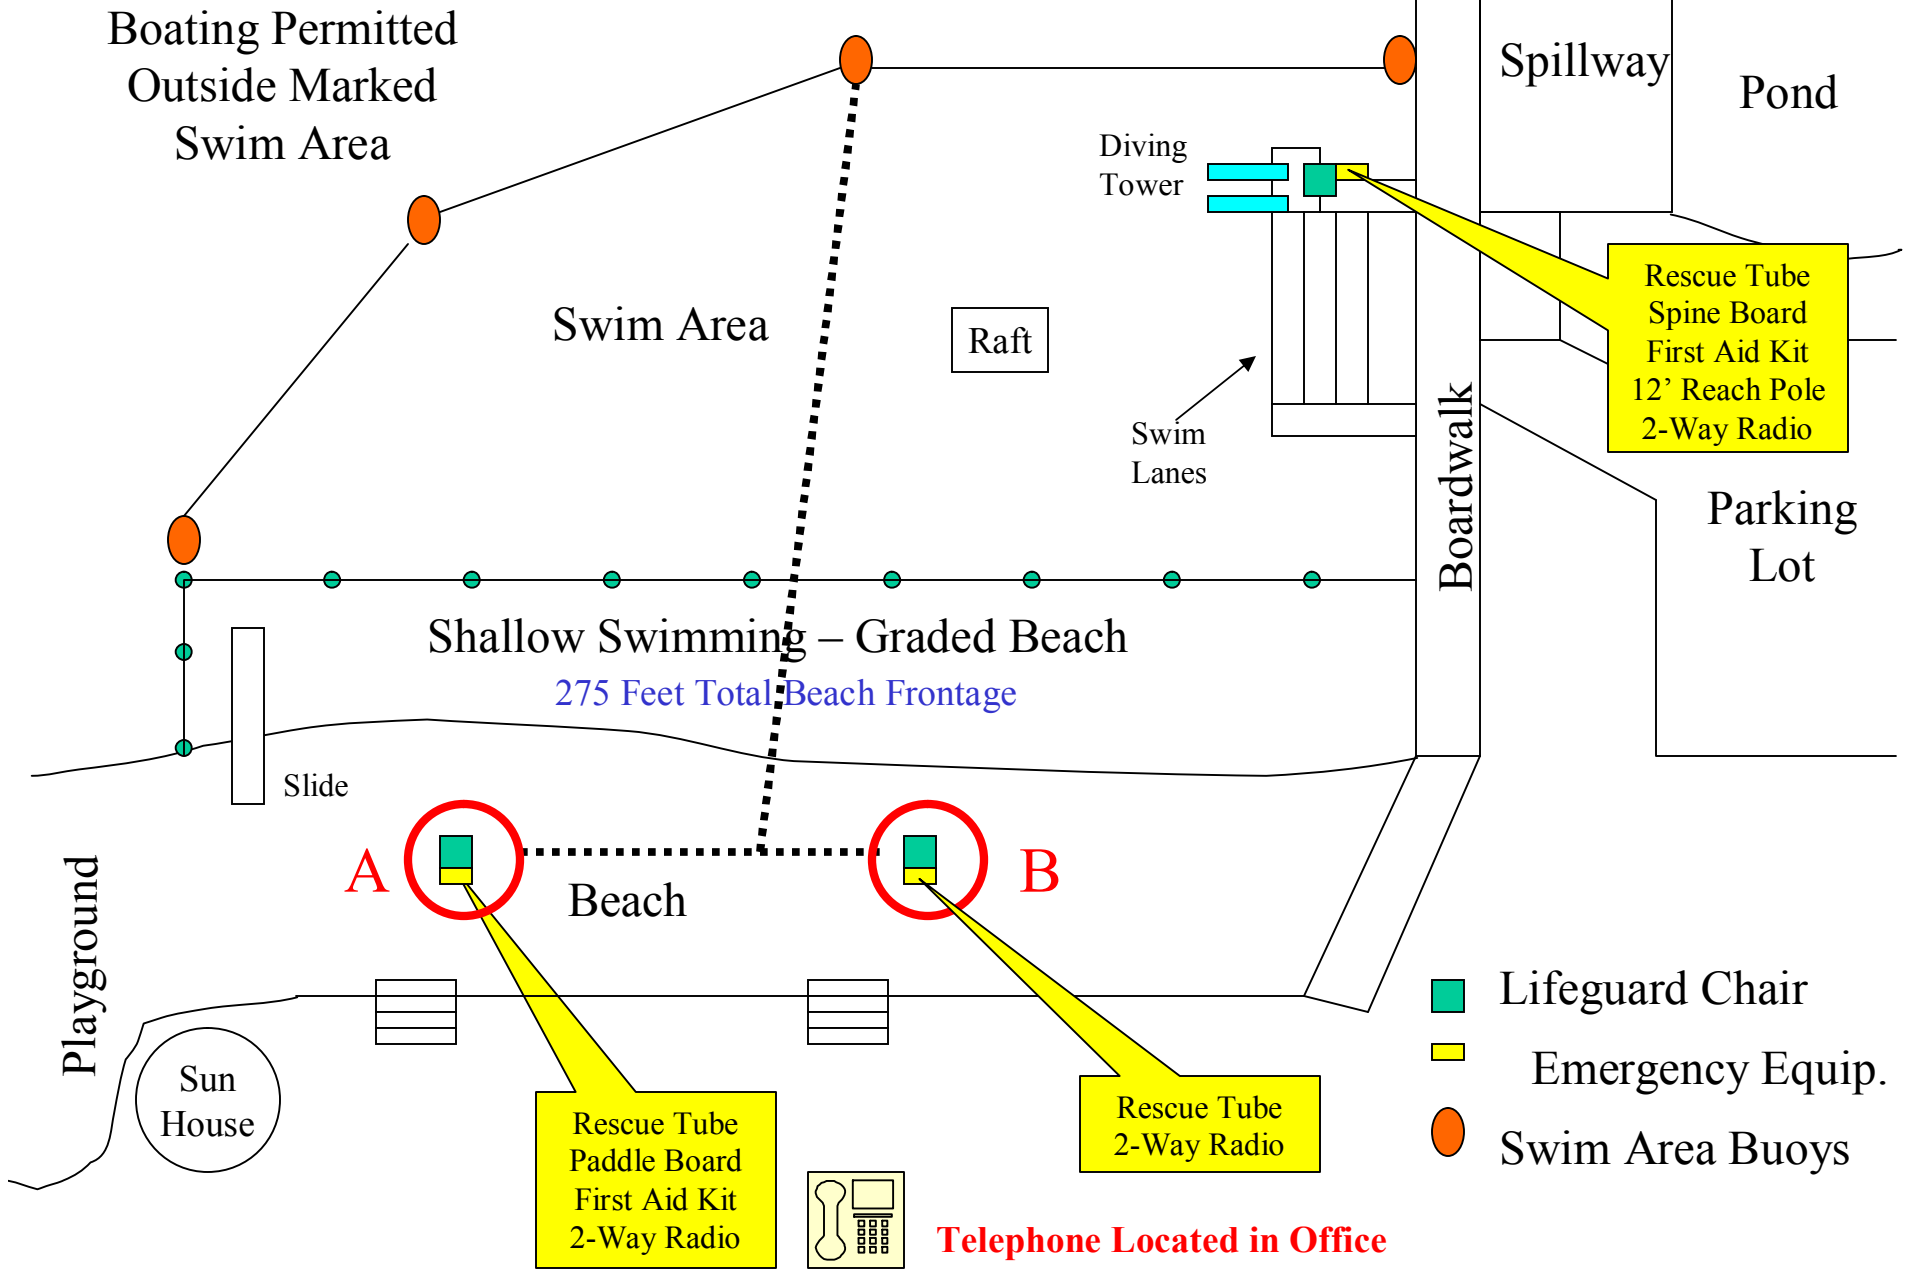 Boating Permitted
Outside Marked
Swim Area
Spillway
Pond
Diving
Tower
Rescue Tube
Spine Board
First Aid Kit
12’ Reach Pole
2-Way Radio
Swim Area
Raft
Swim
Lanes
Boardwalk
Parking
Lot
Shallow Swimming – Graded Beach
275 Feet Total Beach Frontage
Slide
A
B
Beach
Playground
Sun
House
Rescue Tube
Paddle Board
First Aid Kit
2-Way Radio
Rescue Tube
2-Way Radio
Lifeguard Chair
Emergency Equip.
Swim Area Buoys
Telephone Located in Office